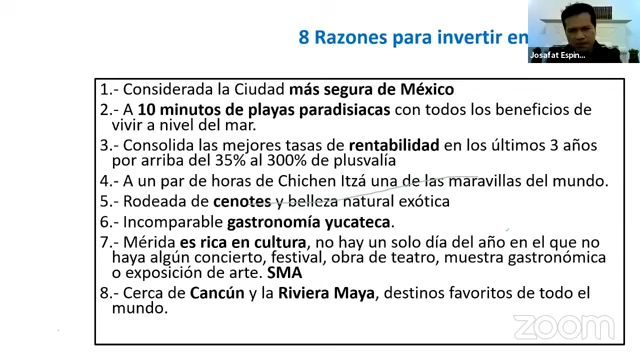 8 Razones para invertir en
Josafat Espin...
1.- Considerada la Ciudad más segura de México
2.- A 10 minutos de playas paradisiacas con todos los beneficios de
vivir a nivel del mar.
3.- Consolida las mejores tasas de rentabilidad en los últimos 3 años
por arriba del 35% al 300% de plusvalía
4.- A un par de horas de Chichen Itzá una de las maravillas del mundo.
5.- Rodeada de cenotes y belleza natural exótica
6.- Incomparable gastronomía yucateca.
7.- Mérida es rica en cultura, no hay un solo día del año en el que no
haya algún concierto, festival, obra de teatro, muestra gastronómica
o exposición de arte. SMA
8.- Cerca de Cancún y la Riviera Maya, destinos favoritos de todo el
mundo.
zoom